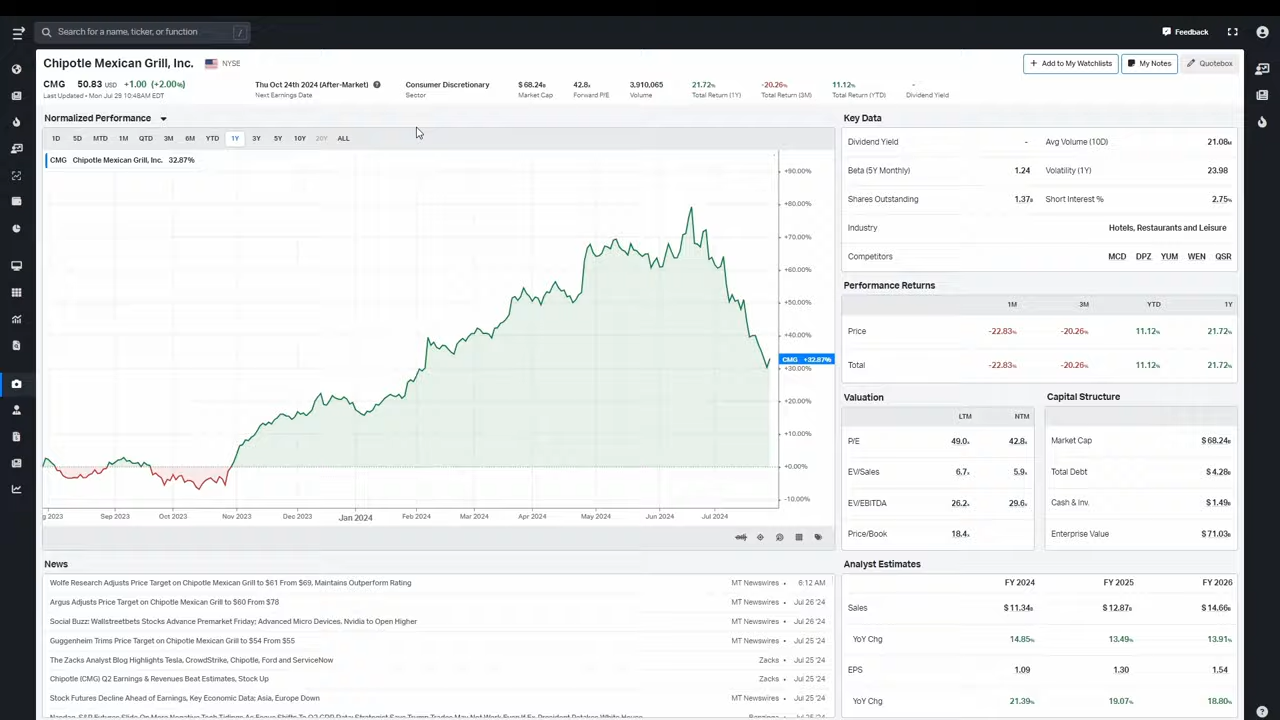 Search for a name, ticker, or function /
Feedback
Chipotle Mexican Grill, Inc. NYSE
+ Add to My Watchlists My Notes Quotebox
CMG 50.83 USD +1.00 (+2.00%)
Last Updated • Mon Jul 29 10:48AM EDT
Thu Oct 24th 2024 (After-Market)
Next Earnings Date
Consumer Discretionary
Sector
$68.24B
Market Cap
42.8x
Forward P/E
3,910,065
Volume
21.72%
Total Return (1Y)
-20.26%
Total Return (3M)
11.12%
Total Return (YTD)
-
Dividend Yield
Normalized Performance
1D 5D MTD 1M QTD 3M 6M YTD 1Y 3Y 5Y 10Y 20Y ALL
CMG Chipotle Mexican Grill, Inc. 32.87%
+90.00%
+80.00%
+70.00%
+60.00%
+50.00%
+40.00%
CMG +32.87%
+30.00%
+20.00%
+10.00%
+0.00%
-10.00%
g 2023 Sep 2023 Oct 2023 Nov 2023 Dec 2023 Jan 2024 Feb 2024 Mar 2024 Apr 2024 May 2024 Jun 2024 Jul 2024
Key Data
Dividend Yield - Avg Volume (10D) 21.08M
Beta (5Y Monthly) 1.24 Volatility (1Y) 23.98
Shares Outstanding 1.37B Short Interest % 2.75%
Industry Hotels, Restaurants and Leisure
Competitors MCD DPZ YUM WEN QSR
Performance Returns
1M 3M YTD 1Y
Price -22.83% -20.26% 11.12% 21.72%
Total -22.83% -20.26% 11.12% 21.72%
Valuation
LTM NTM
P/E 49.0x 42.8x
EV/Sales 6.7x 5.9x
EV/EBITDA 26.2x 29.6x
Price/Book 18.4x
Capital Structure
Market Cap $68.24B
Total Debt $4.28B
Cash & Inv. $1.49B
Enterprise Value $71.03B
News
Wolfe Research Adjusts Price Target on Chipotle Mexican Grill to $61 From $69, Maintains Outperform Rating MT Newswires • 6:12 AM
Argus Adjusts Price Target on Chipotle Mexican Grill to $60 From $78 MT Newswires • Jul 26 '24
Social Buzz: Wallstreetbets Stocks Advance Premarket Friday; Advanced Micro Devices, Nvidia to Open Higher MT Newswires • Jul 26 '24
Guggenheim Trims Price Target on Chipotle Mexican Grill to $54 From $55 MT Newswires • Jul 25 '24
The Zacks Analyst Blog Highlights Tesla, CrowdStrike, Chipotle, Ford and ServiceNow Zacks • Jul 25 '24
Chipotle (CMG) Q2 Earnings & Revenues Beat Estimates, Stock Up Zacks • Jul 25 '24
Stock Futures Decline Ahead of Earnings, Key Economic Data; Asia, Europe Down MT Newswires • Jul 25 '24
Analyst Estimates
FY 2024 FY 2025 FY 2026
Sales $11.34B $12.87B $14.66B
YoY Chg 14.85% 13.49% 13.91%
EPS 1.09 1.30 1.54
YoY Chg 21.39% 19.07% 18.80%